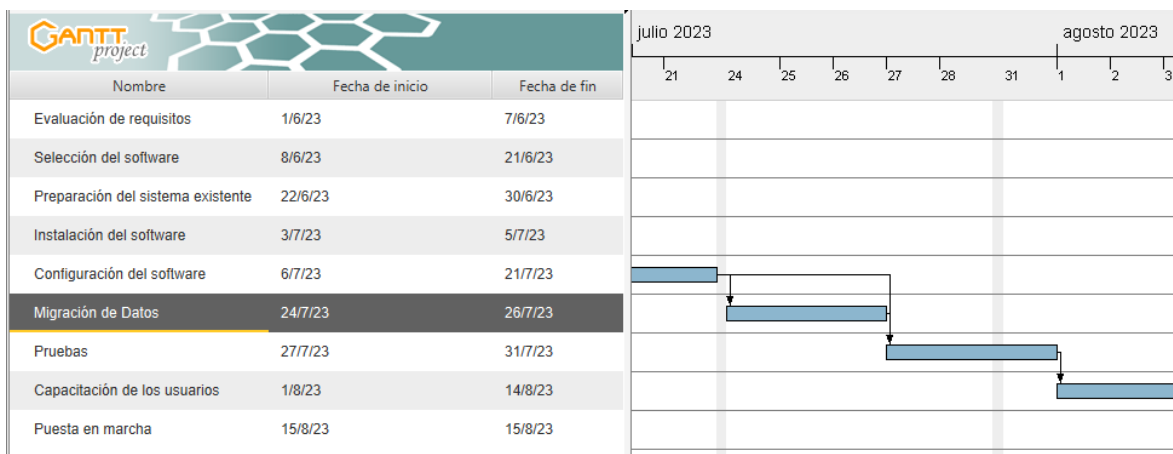 GANTT
project
julio 2023 agosto 2023
21 24 25 26 27 28 31 1 2 3
Nombre Fecha de inicio Fecha de fin
Evaluación de requisitos 1/6/23 7/6/23
Selección del software 8/6/23 21/6/23
Preparación del sistema existente 22/6/23 30/6/23
Instalación del software 3/7/23 5/7/23
Configuración del software 6/7/23 21/7/23
Migración de Datos 24/7/23 26/7/23
Pruebas 27/7/23 31/7/23
Capacitación de los usuarios 1/8/23 14/8/23
Puesta en marcha 15/8/23 15/8/23